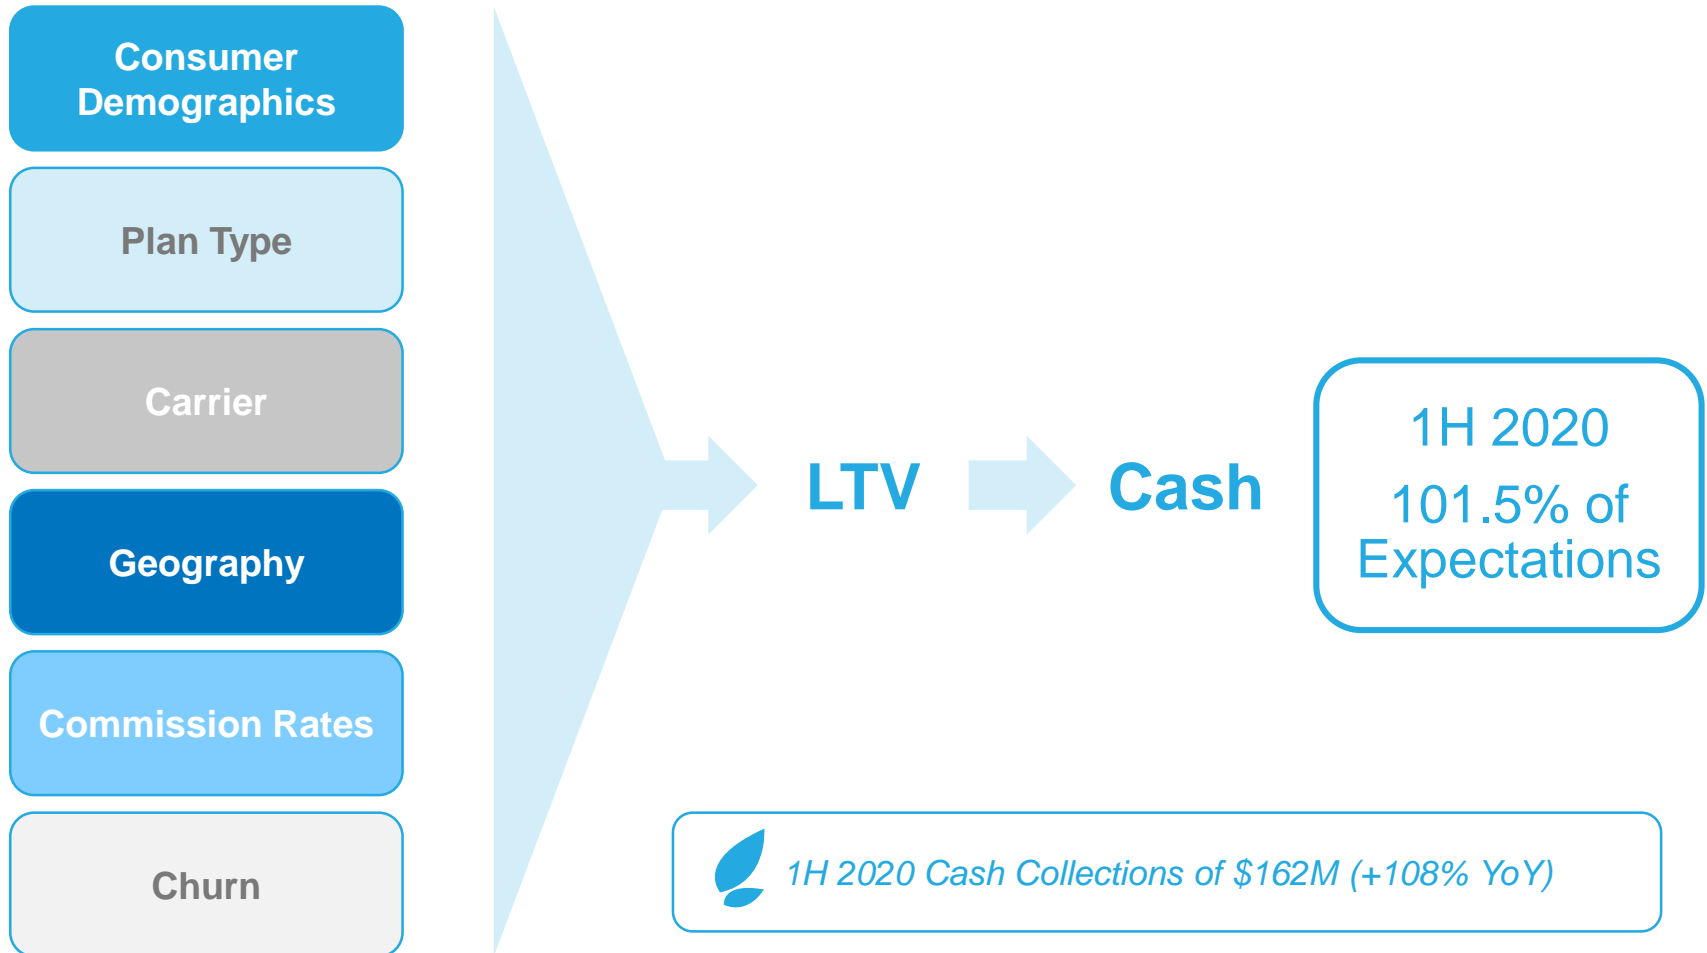 Consumer
Demographics
Plan Type
Carrier
Geography
Commission Rates
Churn
LTV
Cash
1H 2020
101.5% of
Expectations
1H 2020 Cash Collections of $162M (+108% YoY)